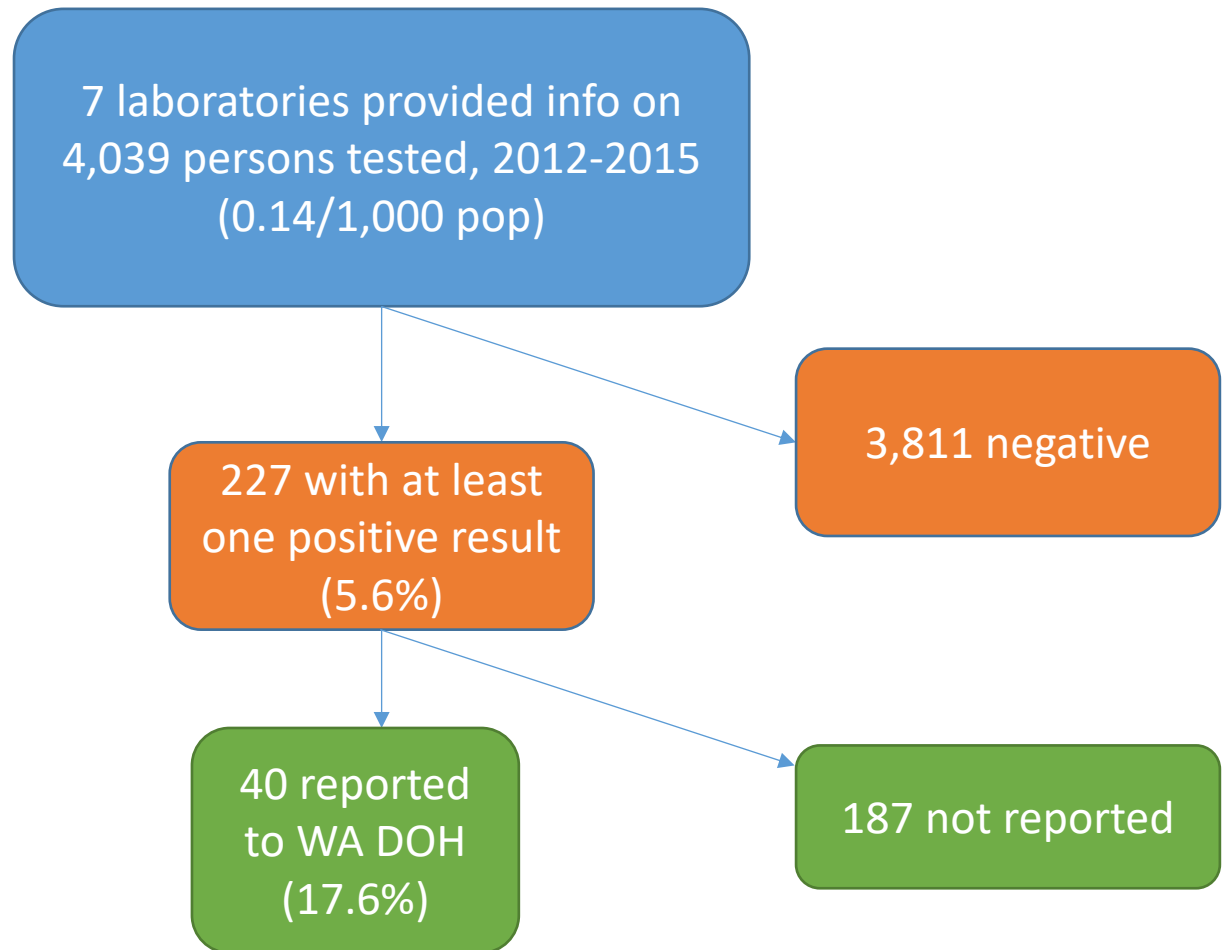 7 laboratories provided info on
4,039 persons tested, 2012-2015
(0.14/1,000 pop)
3,811 negative
227 with at least
one positive result
(5.6%)
40 reported
to WA DOH
(17.6%)
187 not reported